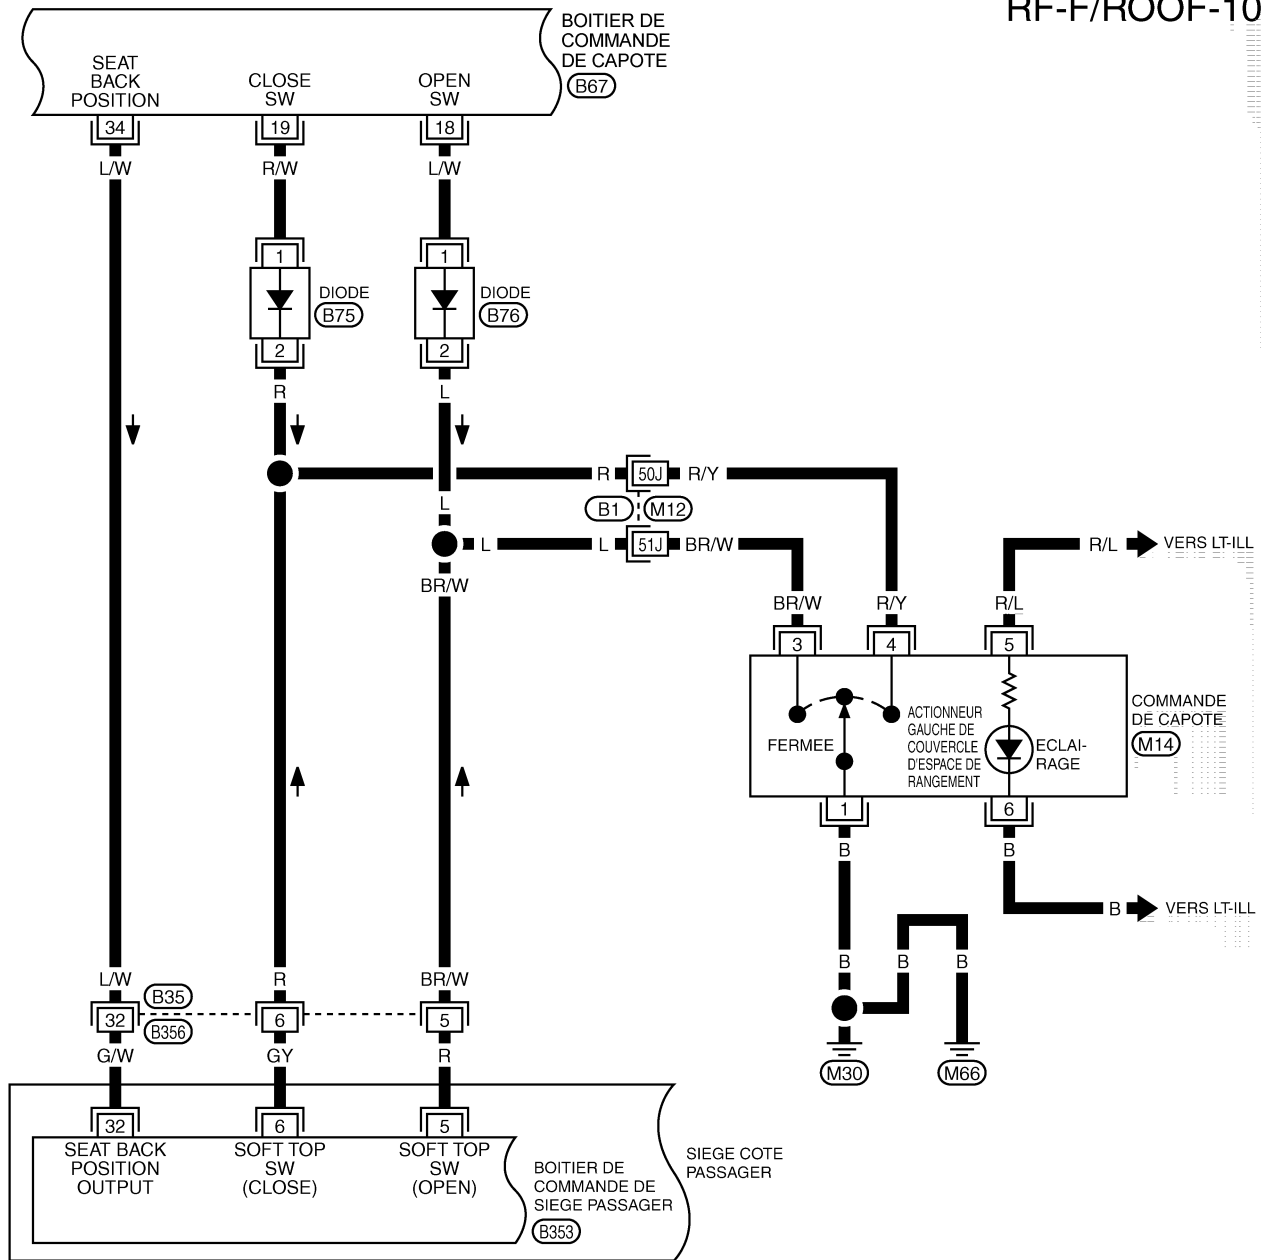 RF-F/ROOF-10
BOITIER DE
COMMANDE
DE CAPOTE
B67
SEAT
BACK
POSITION
CLOSE
SW
OPEN
SW
34
19
18
L/W
R/W
L/W
1
1
DIODE
B75
DIODE
B76
2
2
R
L
R
50J
R/Y
L
B1
M12
L
L
51J
BR/W
R/L
VERS LT-ILL
BR/W
BR/W
R/Y
R/L
3
4
5
FERMEE
ACTIONNEUR
GAUCHE DE
COUVERCLE
D'ESPACE DE
RANGEMENT
ECLAI-
RAGE
COMMANDE
DE CAPOTE
M14
1
6
B
B
B
VERS LT-ILL
B
B
B
M30
M66
L/W
R
BR/W
B35
32
6
5
B356
G/W
GY
R
32
6
5
SEAT BACK
POSITION
OUTPUT
SOFT TOP
SW
(CLOSE)
SOFT TOP
SW
(OPEN)
BOITIER DE
COMMANDE DE
SIEGE PASSAGER
B353
SIEGE COTE
PASSAGER